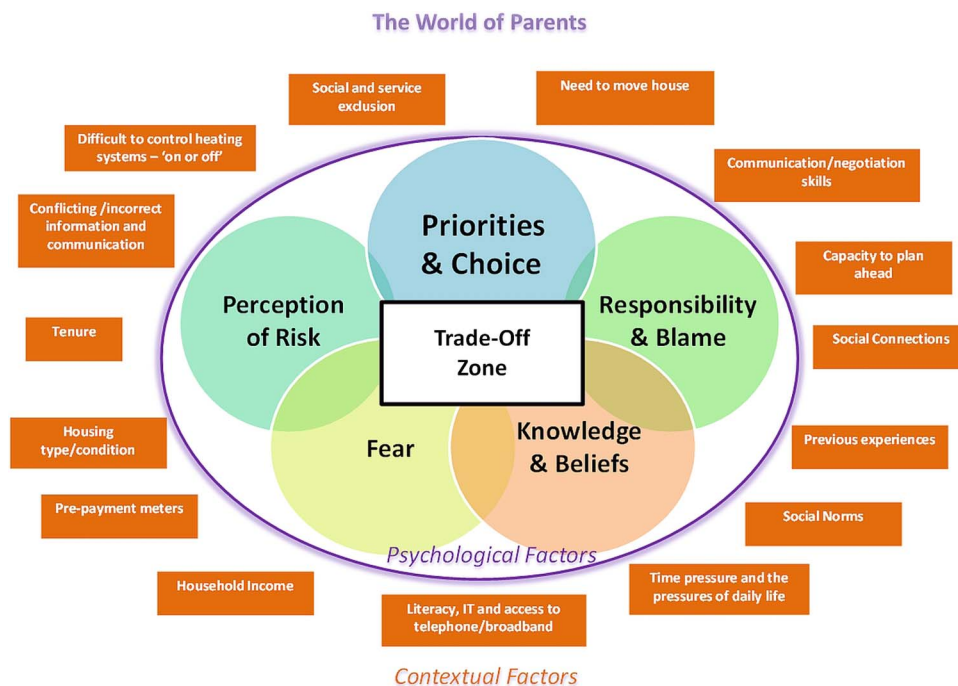 The World of Parents
Social and service
exclusion
Need to move house
Difficult to control heating
systems – 'on or off'
Communication/negotiation
skills
Conflicting /incorrect
information and
communication
Priorities
& Choice
Capacity to plan
ahead
Perception
of Risk
Responsibility
& Blame
Tenure
Trade-Off
Zone
Social Connections
Housing
type/condition
Fear
Knowledge
& Beliefs
Previous experiences
Pre-payment meters
Social Norms
Psychological Factors
Household Income
Time pressure and the
pressures of daily life
Literacy, IT and access to
telephone/broadband
Contextual Factors